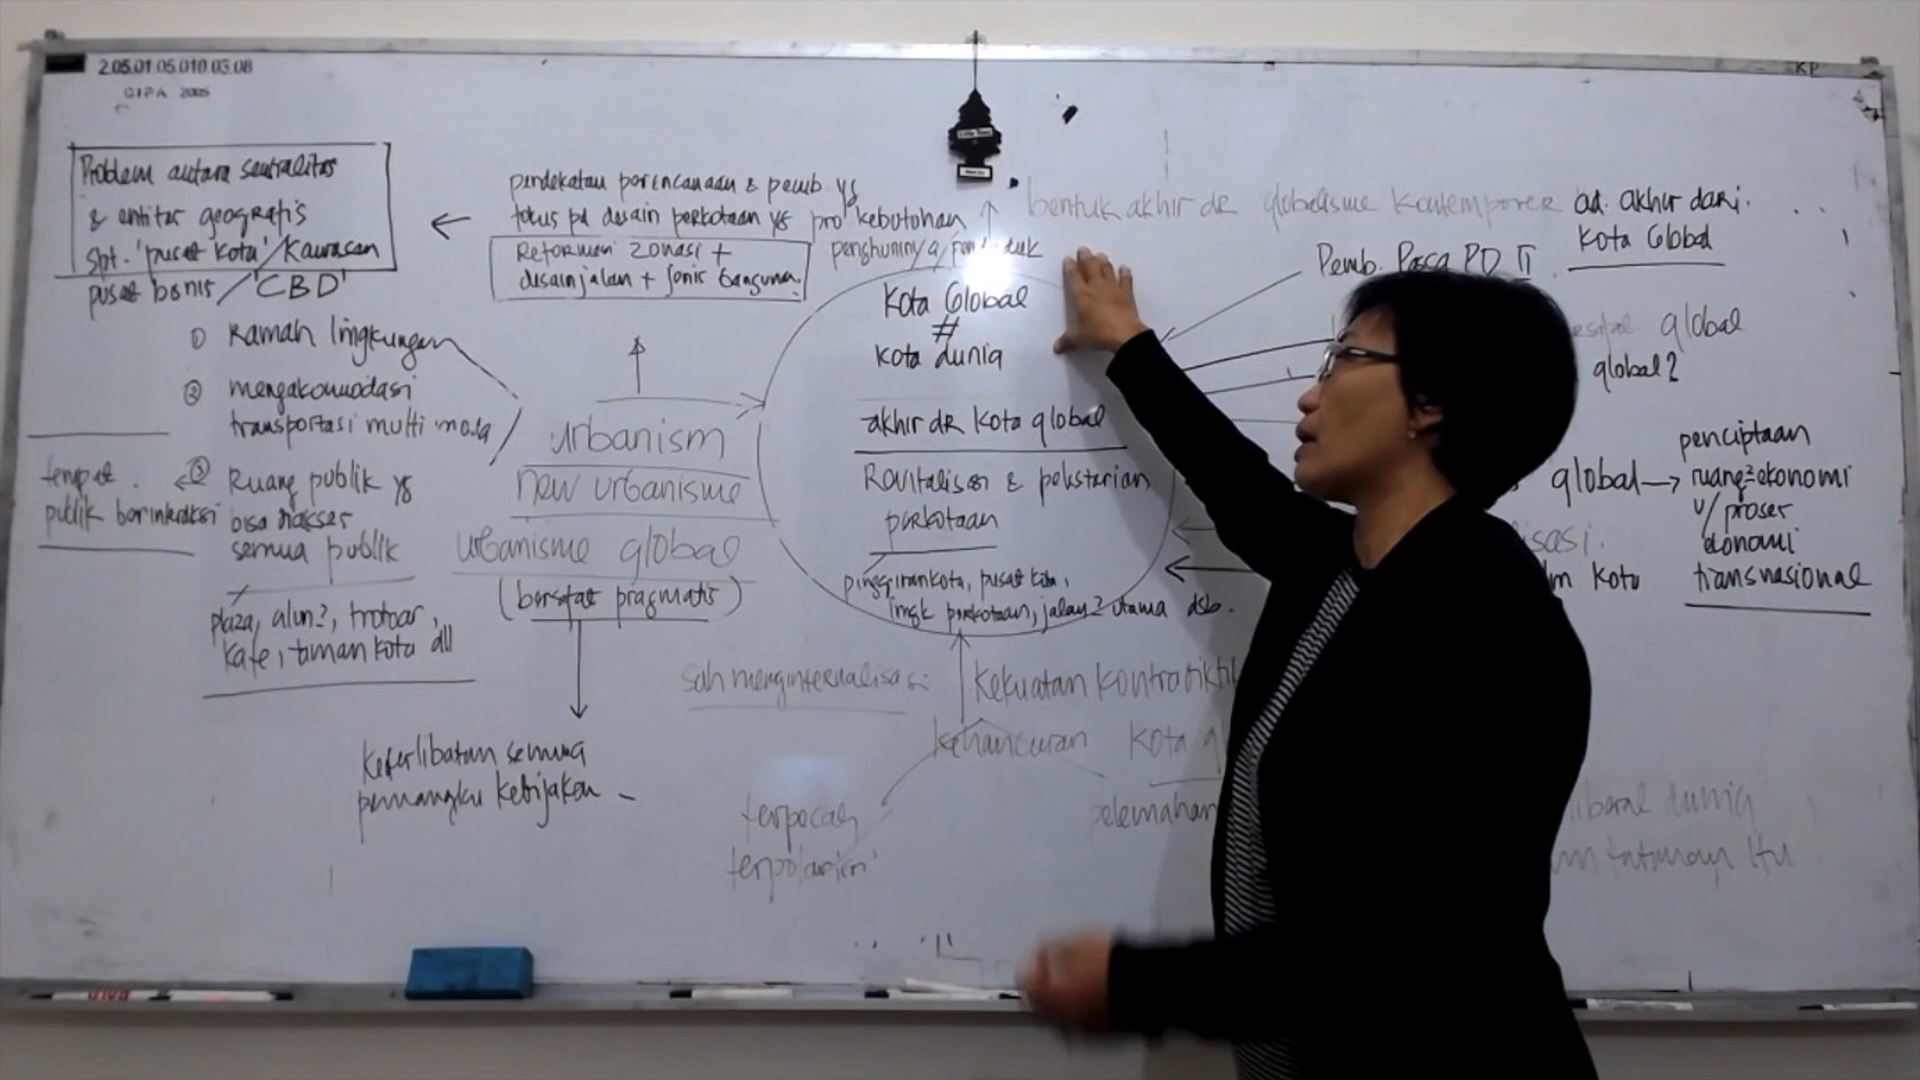 2.05.01.05.010.03.08
GIPA 2005
KP
Problem antara sentralitas
& entitas geografis
spt. 'pusat kota'/Kawasan
pusat bisnis / 'CBD'
pendekatan perencanaan & pemb. yg
fokus pd desain perkotaan yg pro kebutuhan
penghuninya/
Reformasi zonasi +
desain jalan + jenis bangunan.
bentuk akhir dr globalisme kontemporer ad. akhir dari
Kota Global
Pemb. Pasca PD II
global
global?
Kota Global
#
kota dunia
akhir dr kota global
Revitalisasi & pelestarian
perkotaan
pinggiran kota, pusat kota,
lingk perkotaan, jalan2 utama dsb.
① Ramah lingkungan
② mengakomodasi
transportasi multi moda
③ Ruang publik yg
bisa diakses
semua publik
tempat
publik berinteraksi
plaza, alun2, trotoar,
kafe, taman kota dll
urbanism
new urbanisme
urbanisme global
(bersifat pragmatis)
keterlibatan semua
pemangku kebijakan
global → penciptaan
ruang2 ekonomi
u/ proses
ekonomi
transnasional
isasi.
lm kota
sah menginternalisasi
kekuatan kontradiktif
kehancuran kota
terpecah
terpolarisasi
pelemahan
liberal dunia
tatanan itu